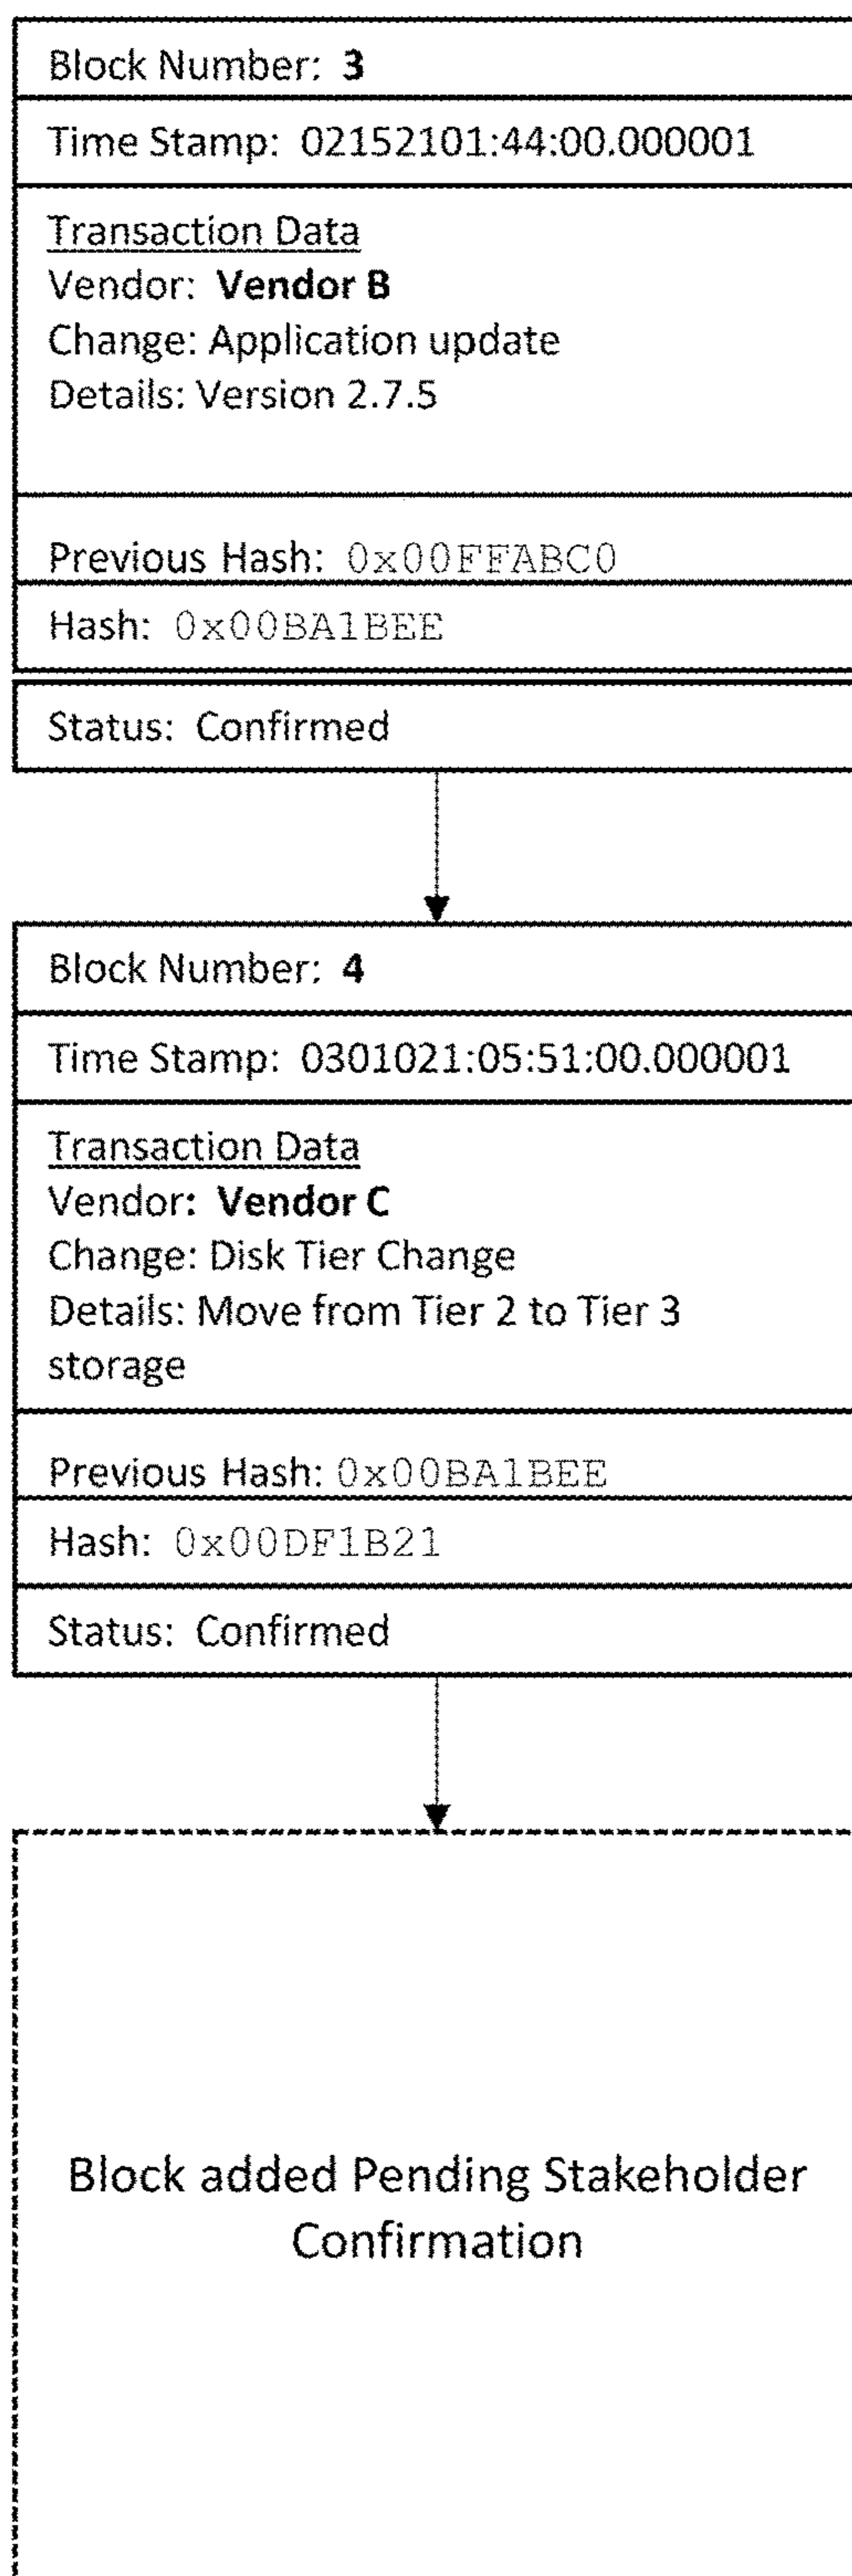 Block Number: 3
Time Stamp: 02152101:44:00.000001
Transaction Data
Vendor: Vendor B
Change: Application update
Details: Version 2.7.5
Previous Hash: 0x00FFABC0
Hash: 0x00BA1BEE
Status: Confirmed
Block Number: 4
Time Stamp: 0301021:05:51:00.000001
Transaction Data
Vendor: Vendor C
Change: Disk Tier Change
Details: Move from Tier 2 to Tier 3
storage
Previous Hash: 0x00BA1BEE
Hash: 0x00DF1B21
Status: Confirmed
Block added Pending Stakeholder
Confirmation